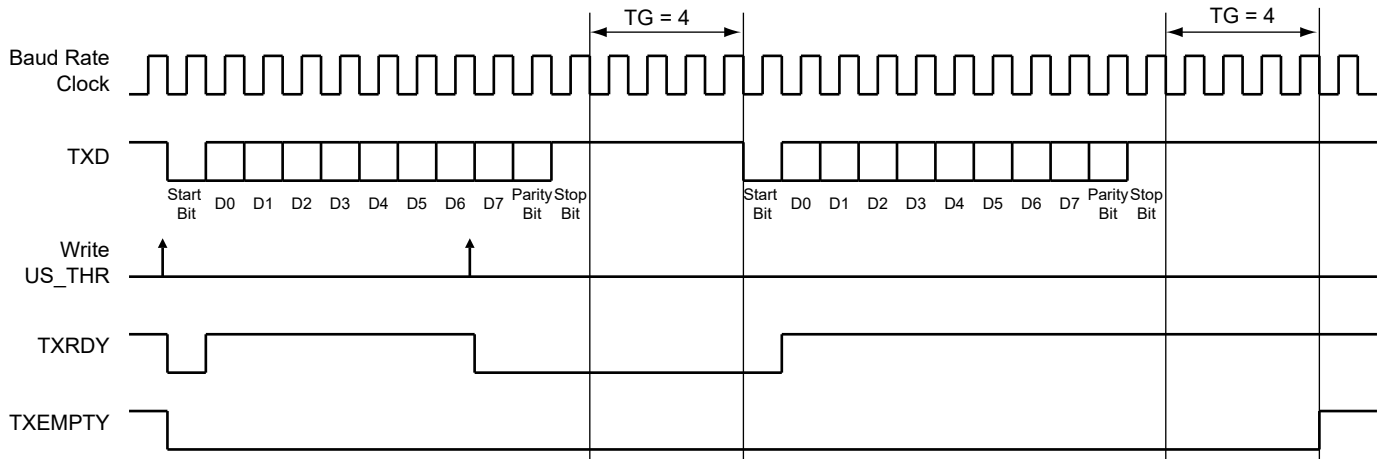 TG = 4
TG = 4
Baud Rate
Clock
TXD
Start
Bit
D0
D1
D2
D3
D4
D5
D6
D7
Parity
Bit
Stop
Bit
Start
Bit
D0
D1
D2
D3
D4
D5
D6
D7
Parity
Bit
Stop
Bit
Write
US_THR
TXRDY
TXEMPTY